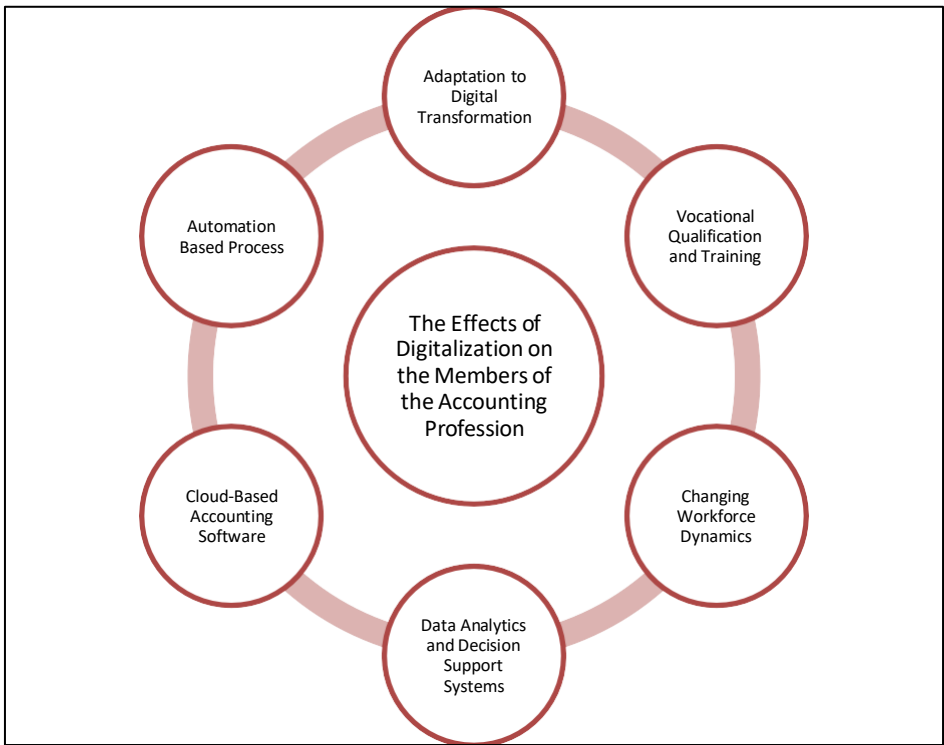 Adaptation to
Digital
Transformation
Automation
Based Process
Vocational
Qualification
and Training
The Effects of
Digitalization on
the Members of
the Accounting
Profession
Cloud-Based
Accounting
Software
Changing
Workforce
Dynamics
Data Analytics
and Decision
Support
Systems